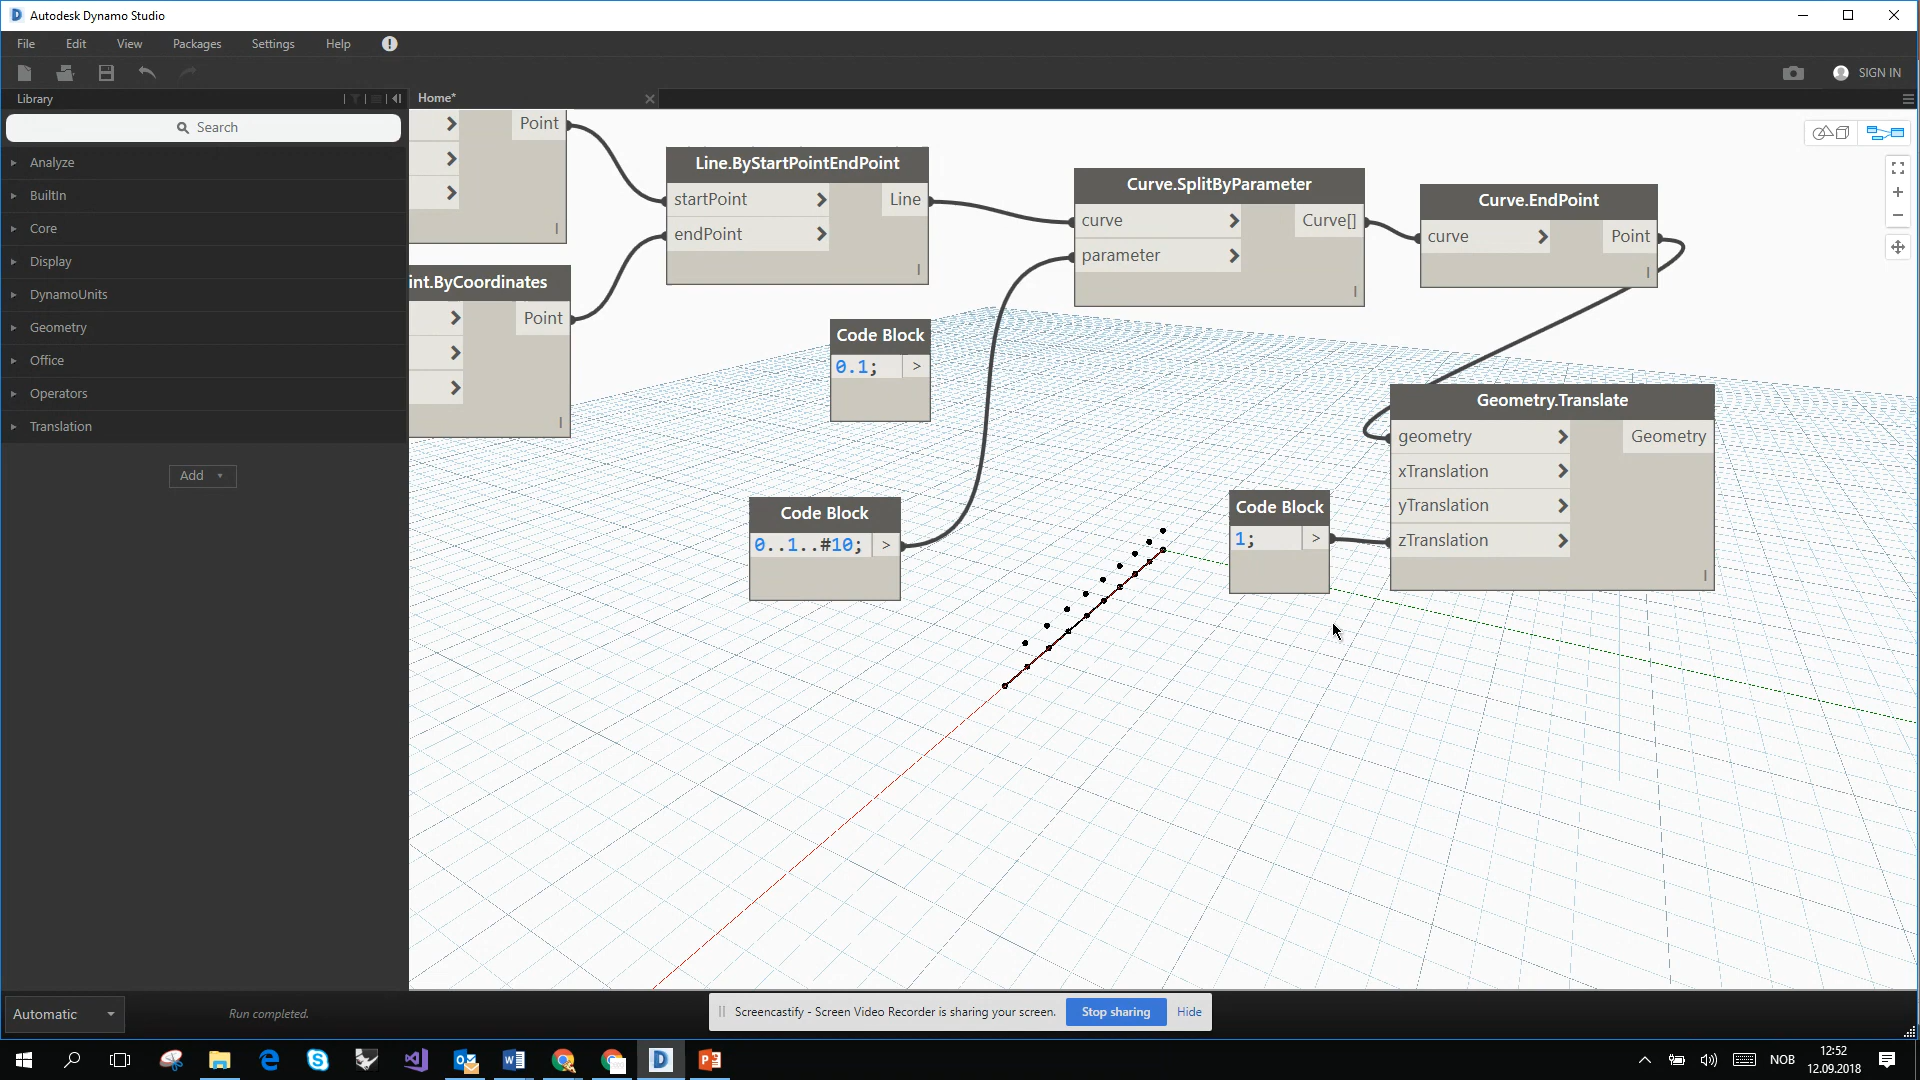 Autodesk Dynamo Studio
File Edit View Packages Settings Help
SIGN IN
Library
Home*
Search
Analyze
BuiltIn
Core
Display
DynamoUnits
Geometry
Office
Operators
Translation
Add
Point
int.ByCoordinates
Point
Line.ByStartPointEndPoint
startPoint > Line
endPoint >
Code Block
0.1; >
Code Block
0..1..#10; >
Curve.SplitByParameter
curve > Curve[]
parameter >
Curve.EndPoint
curve > Point
Code Block
1; >
Geometry.Translate
geometry > Geometry
xTranslation >
yTranslation >
zTranslation >
Automatic
Run completed.
Screencastify - Screen Video Recorder is sharing your screen. Stop sharing Hide
NOB
12:52
12.09.2018